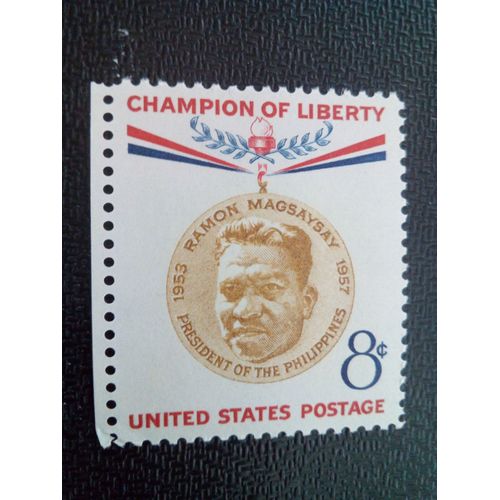 CHAMPION OF LIBERTY
RAMON MAGSAYSAY
1953
1957
PRESIDENT OF THE PHILIPPINES
8¢
UNITED STATES POSTAGE